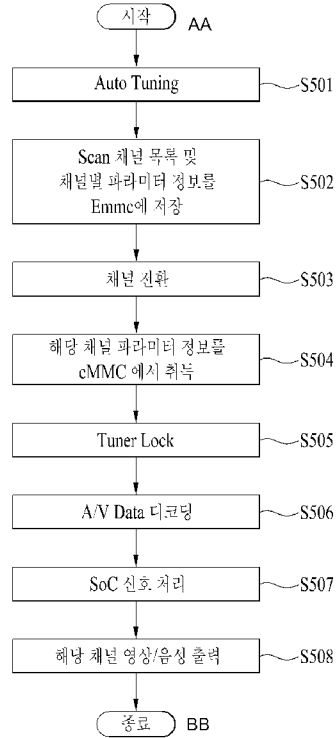 시작
AA
Auto Tuning
S501
Scan 채널 목록 및
채널별 파라미터 정보를
Emmc에 저장
S502
채널 전환
S503
해당 채널 파라미터 정보를
eMMC 에서 취득
S504
Tuner Lock
S505
A/V Data 디코딩
S506
SoC 신호 처리
S507
해당 채널 영상/음성 출력
S508
종료
BB